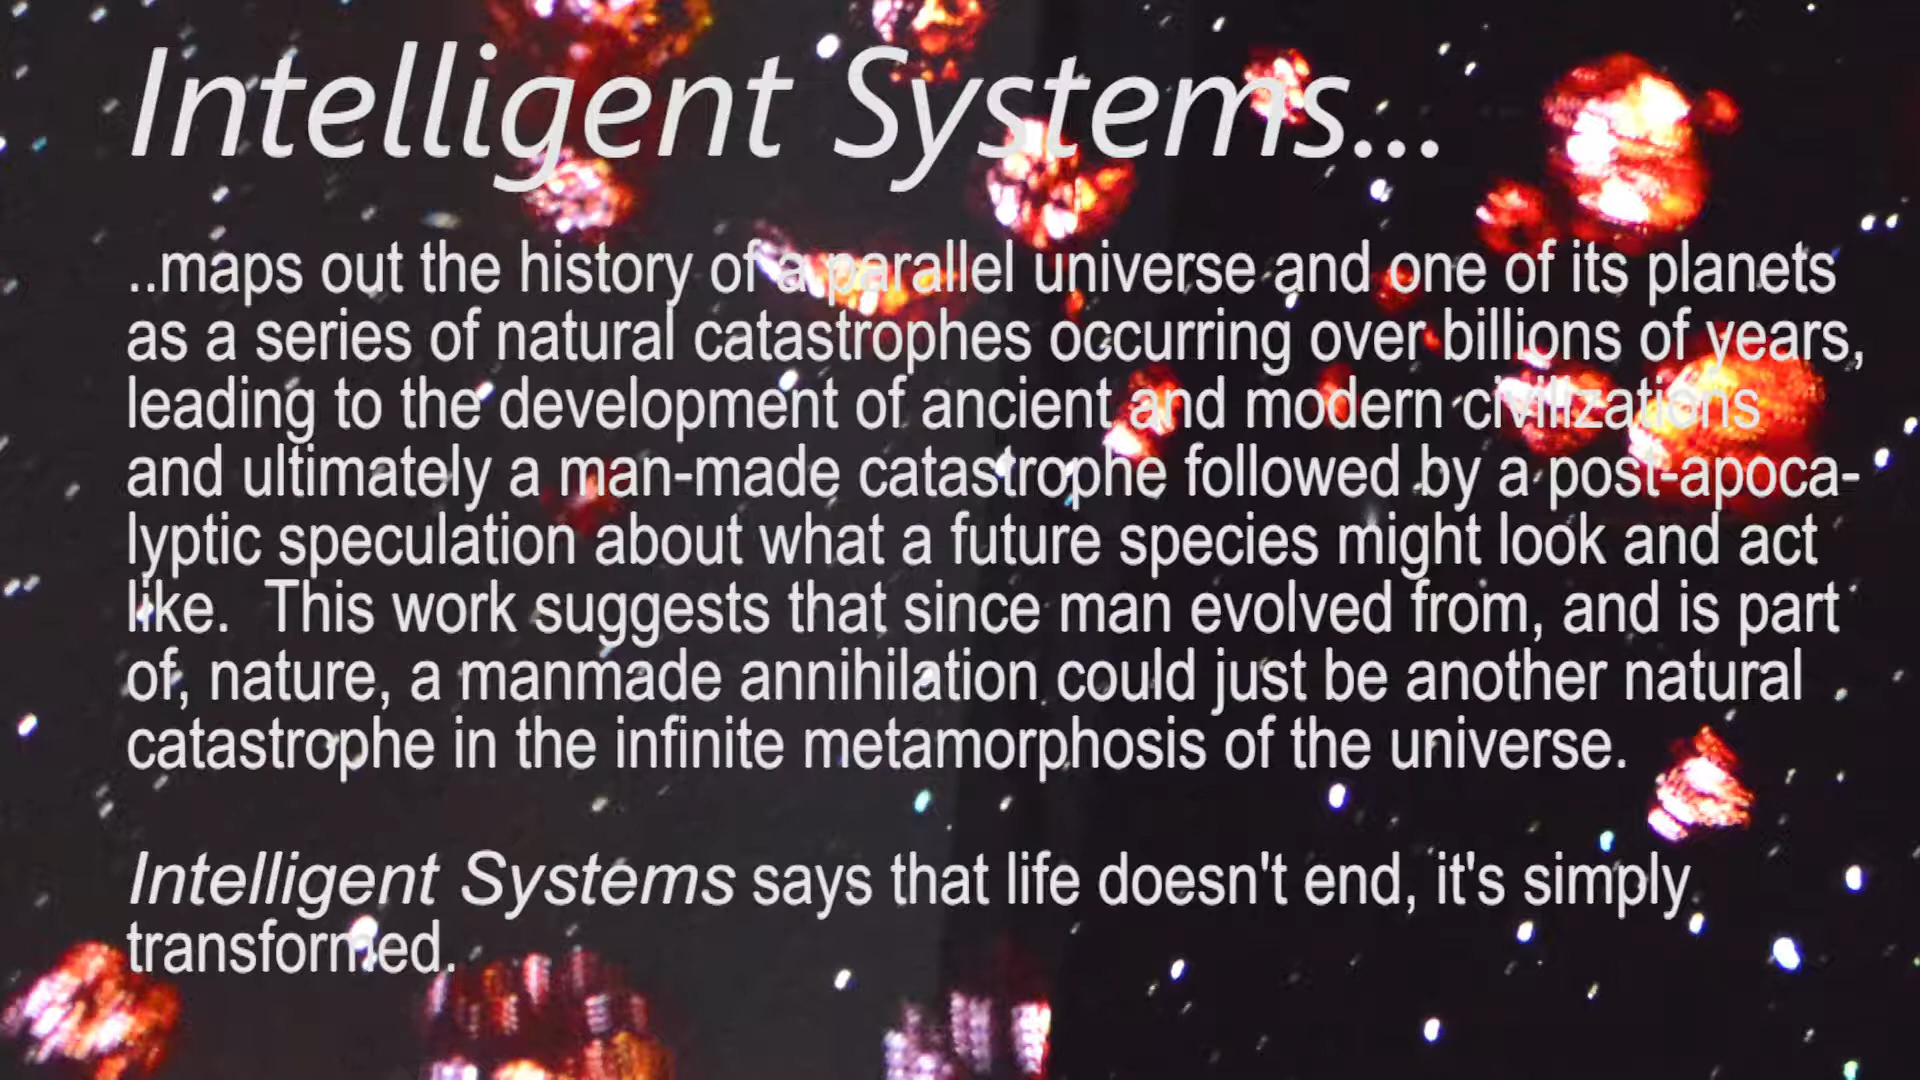 Intelligent Systems...
..maps out the history of a parallel universe and one of its planets
as a series of natural catastrophes occurring over billions of years,
leading to the development of ancient and modern civilizations
and ultimately a man-made catastrophe followed by a post-apoca-
lyptic speculation about what a future species might look and act
like.  This work suggests that since man evolved from, and is part
of, nature, a manmade annihilation could just be another natural
catastrophe in the infinite metamorphosis of the universe.
Intelligent Systems says that life doesn't end, it's simply
transformed.